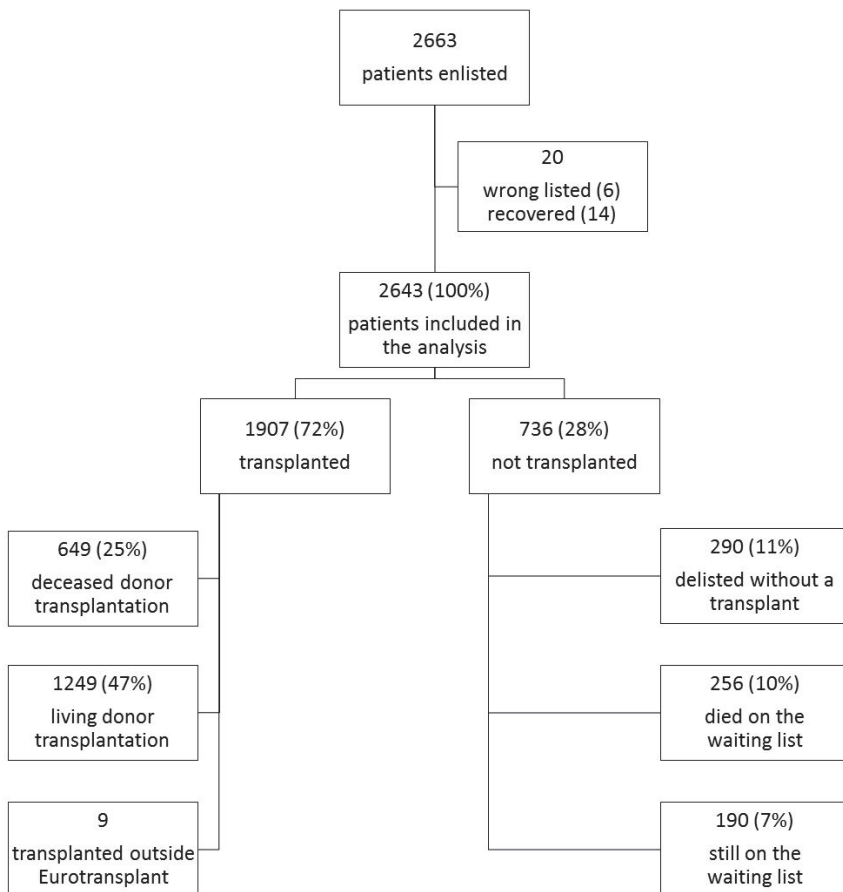 2663
patients enlisted
20
wrong listed (6)
recovered (14)
2643 (100%)
patients included in
the analysis
1907 (72%)
transplanted
736 (28%)
not transplanted
649 (25%)
deceased donor
transplantation
290 (11%)
delisted without a
transplant
1249 (47%)
living donor
transplantation
256 (10%)
died on the
waiting list
9
transplanted outside
Eurotransplant
190 (7%)
still on the
waiting list